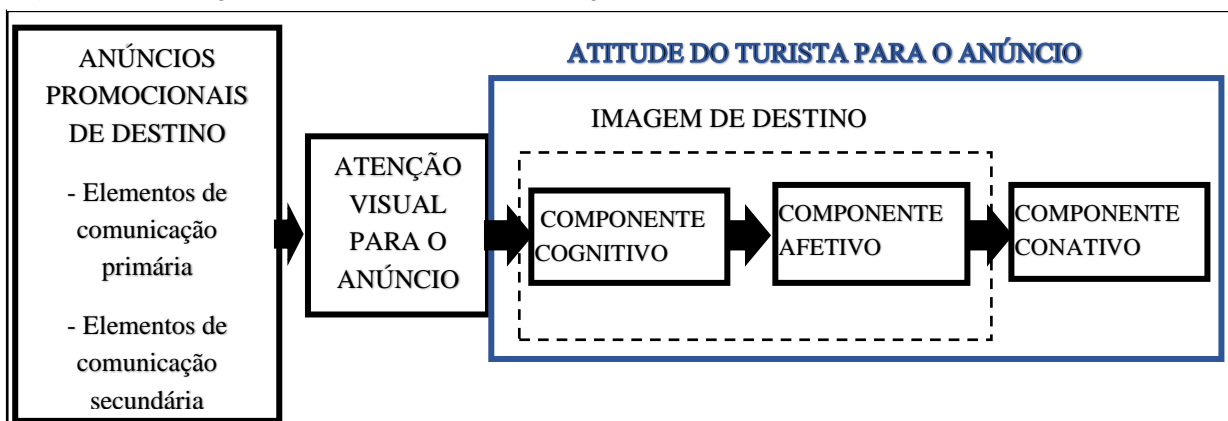 ANÚNCIOS
PROMOCIONAIS
DE DESTINO
- Elementos de
comunicação
primária
- Elementos de
comunicação
secundária
ATENÇÃO
VISUAL
PARA O
ANÚNCIO
ATITUDE DO TURISTA PARA O ANÚNCIO
IMAGEM DE DESTINO
COMPONENTE
COGNITIVO
COMPONENTE
AFETIVO
COMPONENTE
CONATIVO